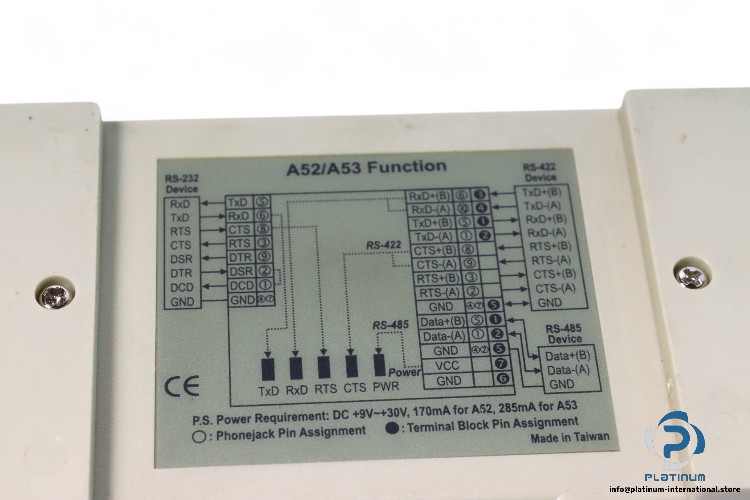 A52/A53 Function
RS-232
Device
RxD
TxD
RTS
CTS
DSR
DTR
DCD
GND
TxD ⑤
RxD ⑥
CTS ⑧
RTS ③
DTR ⑨
DSR ②
DCD ①
GND ④⑦
RS-422
RS-485
Power
RxD+(B) ⑥ ❸
RxD-(A) ⑩ ❹
TxD+(B) ⑤ ❶
TxD-(A) ① ❷
CTS+(B) ⑧
CTS-(A) ⑨
RTS+(B) ③
RTS-(A) ②
GND ④⑦ ❺
Data+(B) ⑤ ❶
Data-(A) ① ❷
GND ④⑦ ❺
VCC ❼
GND ❻
RS-422
Device
TxD+(B)
TxD-(A)
RxD+(B)
RxD-(A)
RTS+(B)
RTS-(A)
CTS+(B)
CTS-(A)
GND
RS-485
Device
Data+(B)
Data-(A)
GND
TxD RxD RTS CTS PWR
CE
P.S. Power Requirement: DC +9V~+30V, 170mA for A52, 285mA for A53
○: Phonejack Pin Assignment ●: Terminal Block Pin Assignment
Made in Taiwan
PLATINUM
info@platinum-international.store